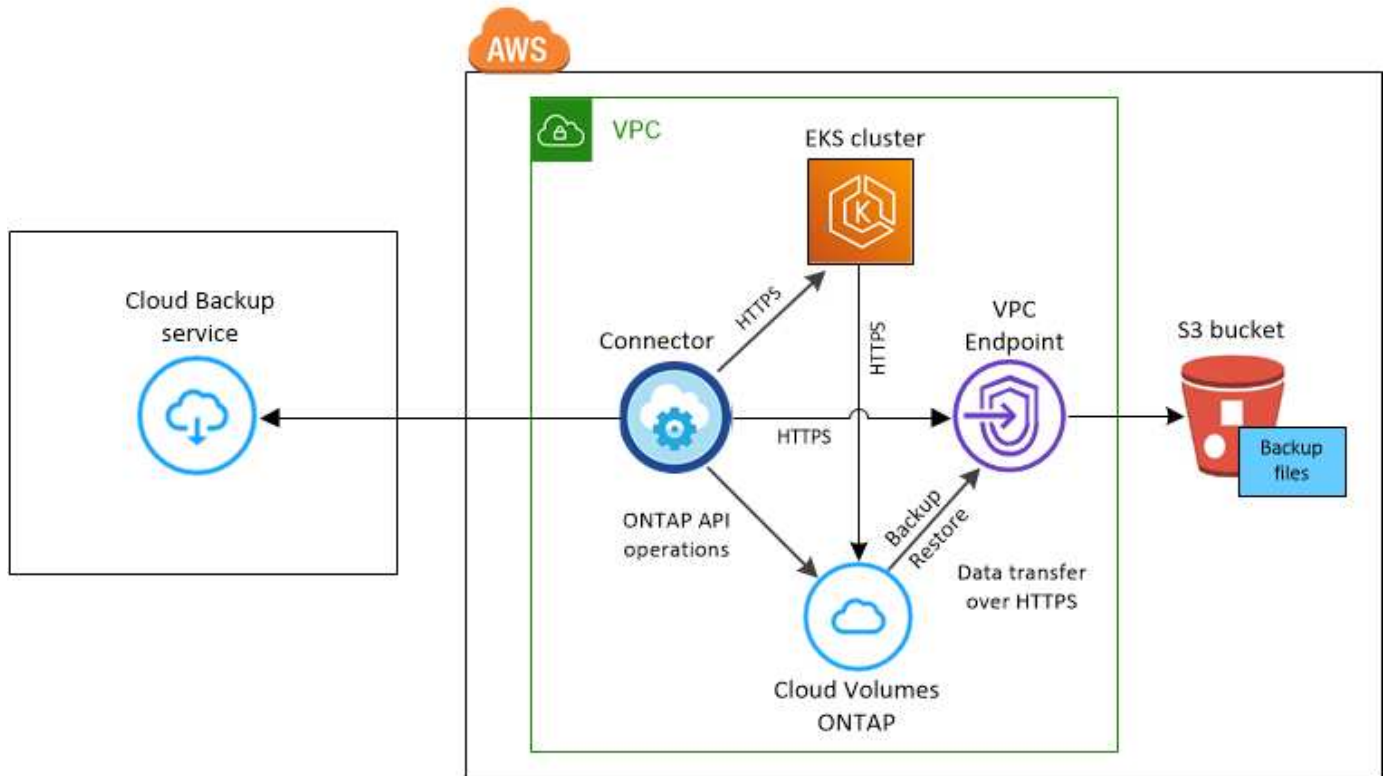 AWS
VPC
EKS cluster
Cloud Backup
service
Connector
HTTPS
HTTPS
VPC
Endpoint
S3 bucket
HTTPS
Backup
files
ONTAP API
operations
Backup
Restore
Data transfer
over HTTPS
Cloud Volumes
ONTAP
K